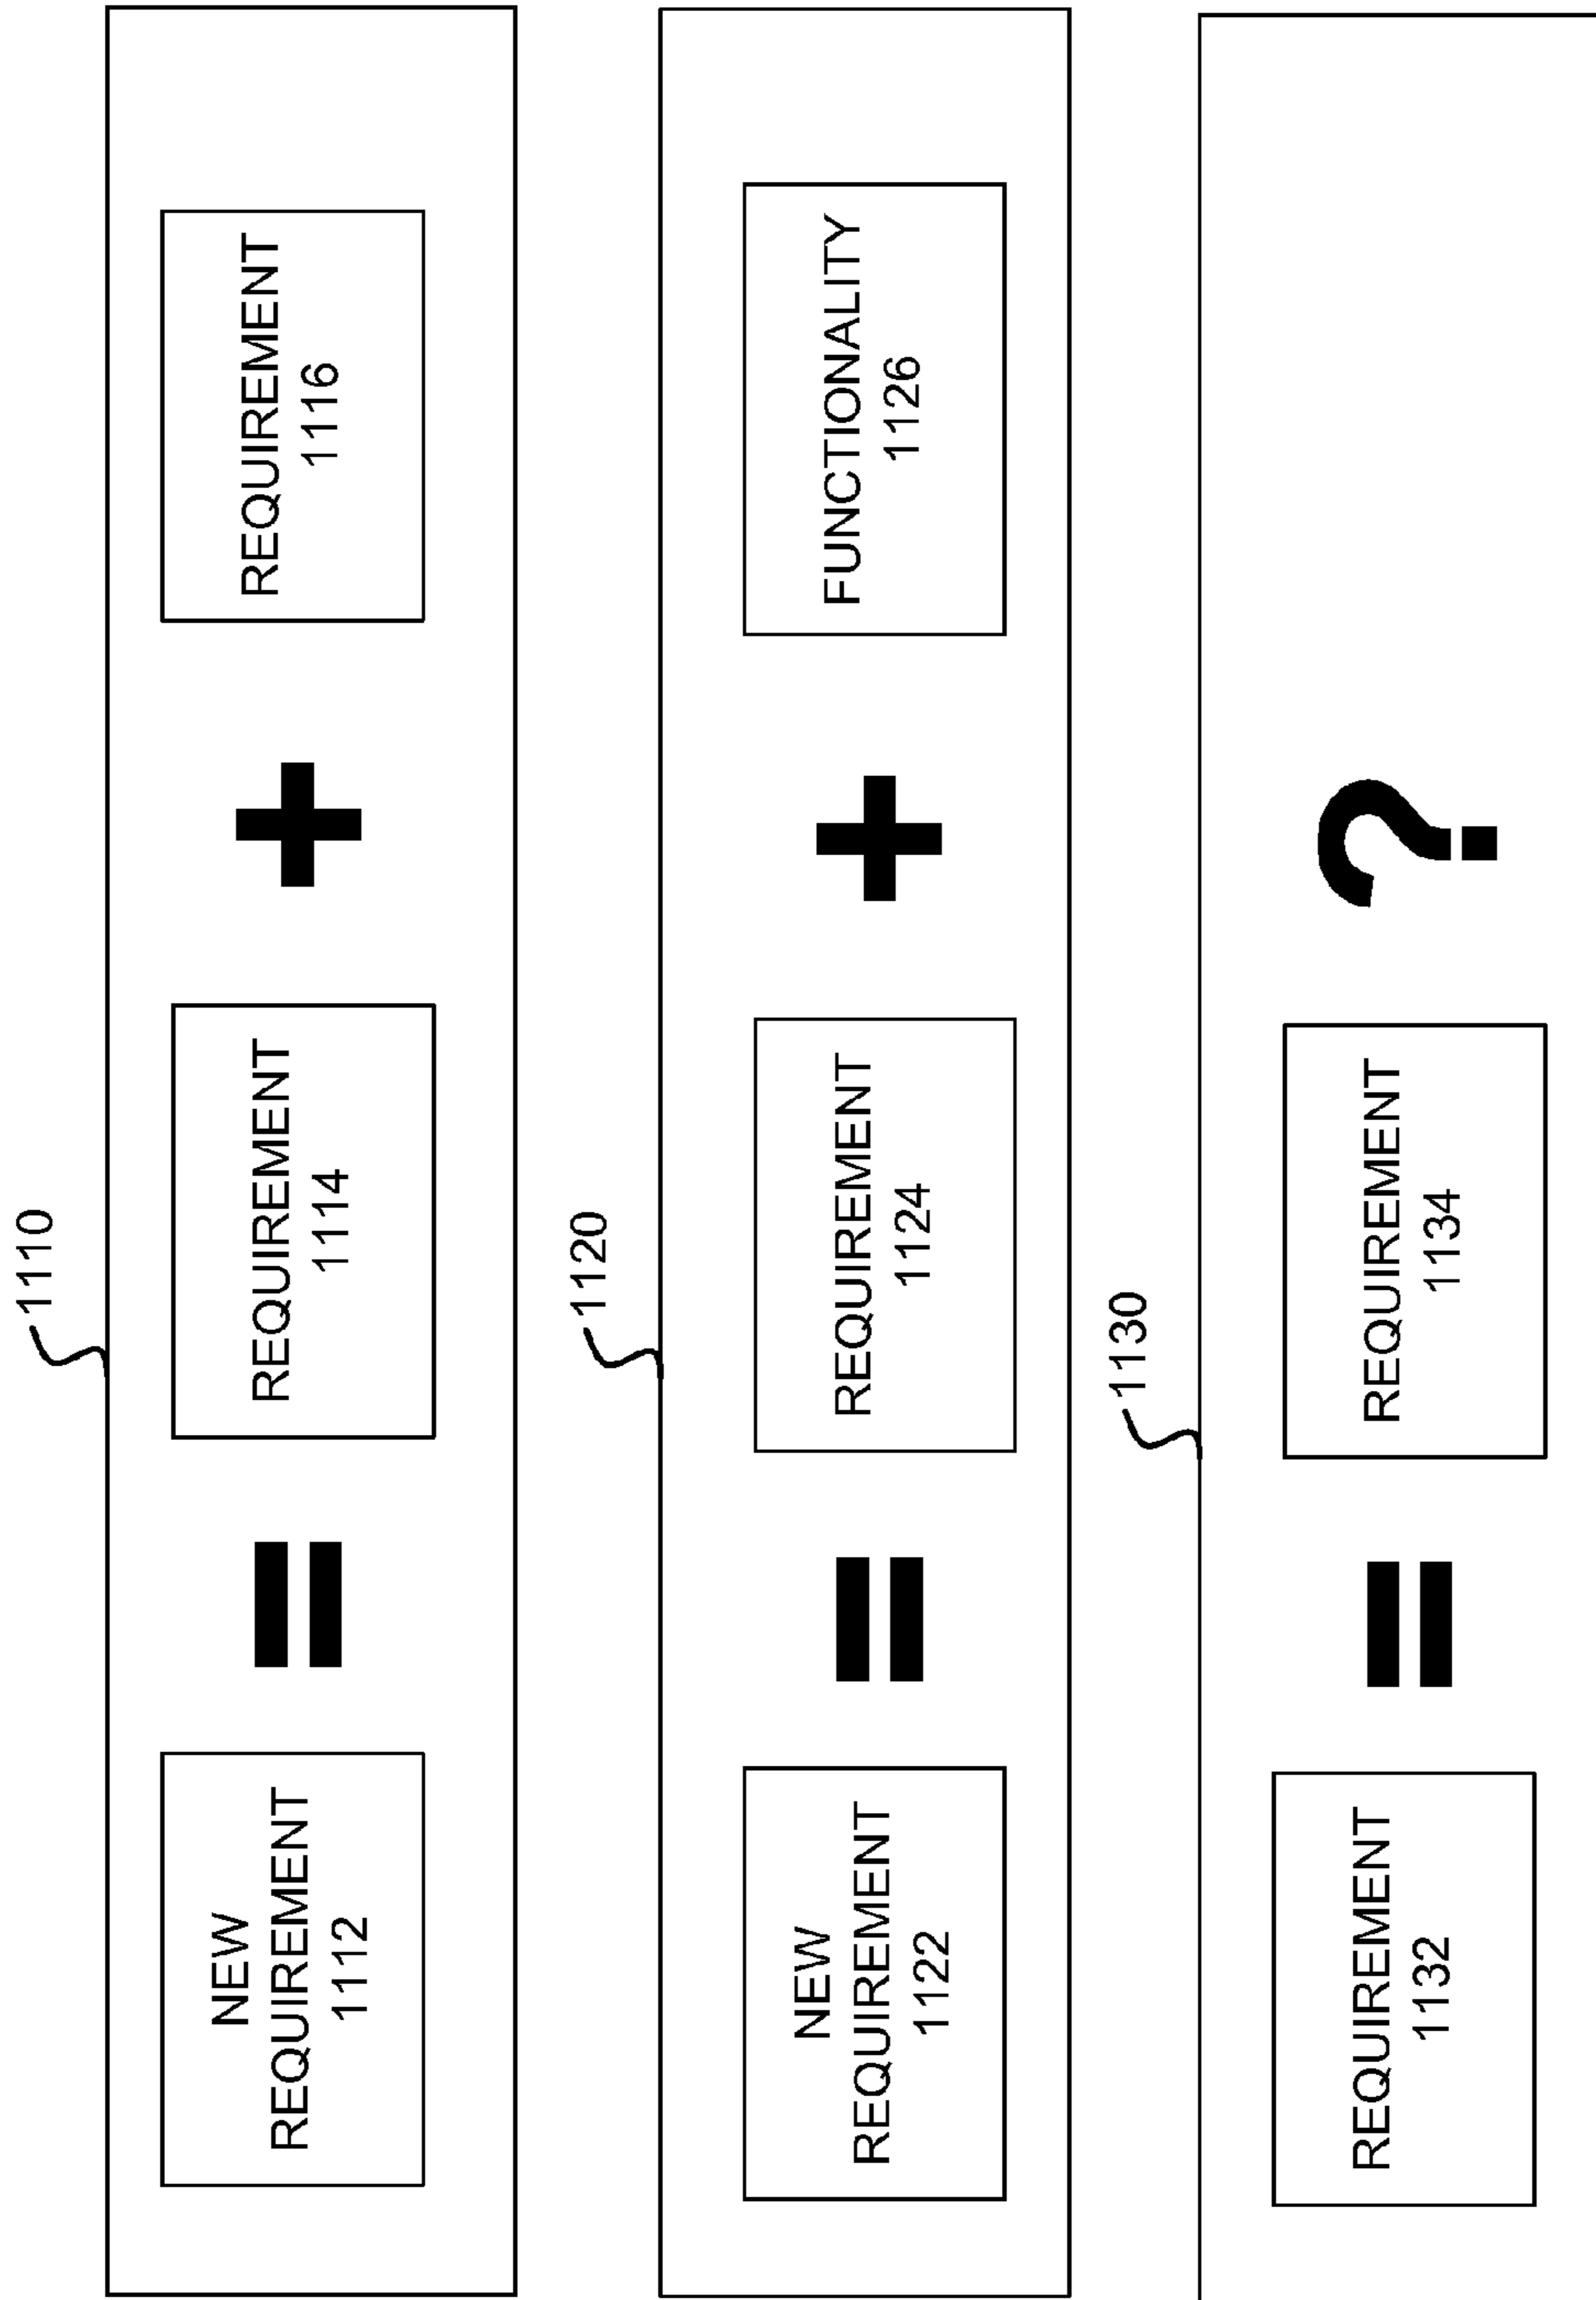 1110
NEW
REQUIREMENT
1112
=
REQUIREMENT
1114
+
REQUIREMENT
1116
1120
NEW
REQUIREMENT
1122
=
REQUIREMENT
1124
+
FUNCTIONALITY
1126
1130
REQUIREMENT
1132
=
REQUIREMENT
1134
?